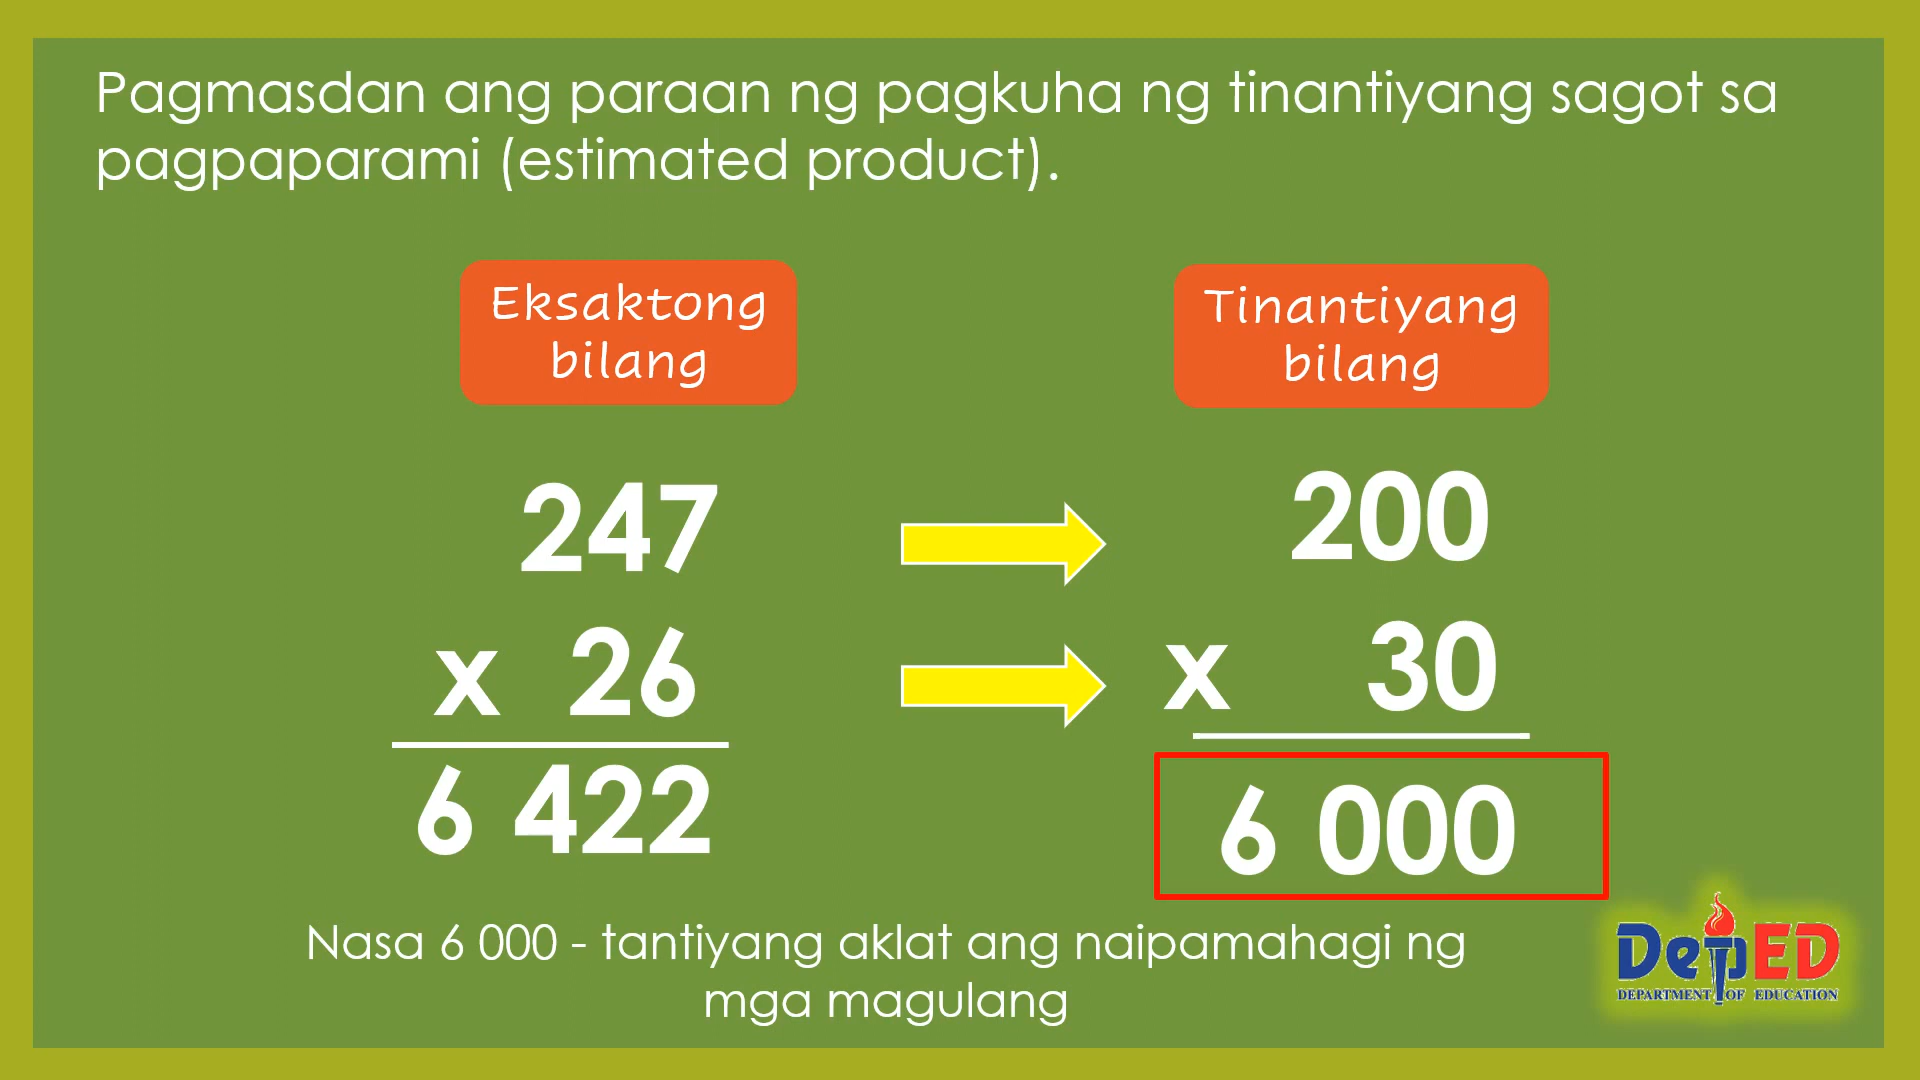 Pagmasdan ang paraan ng pagkuha ng tinantiyang sagot sa
pagpaparami (estimated product).
Eksaktong
bilang
Tinantiyang
bilang
247
200
x 26
x 30
6 422
6 000
Nasa 6 000 - tantiyang aklat ang naipamahagi ng
mga magulang
DepED
DEPARTMENT OF EDUCATION